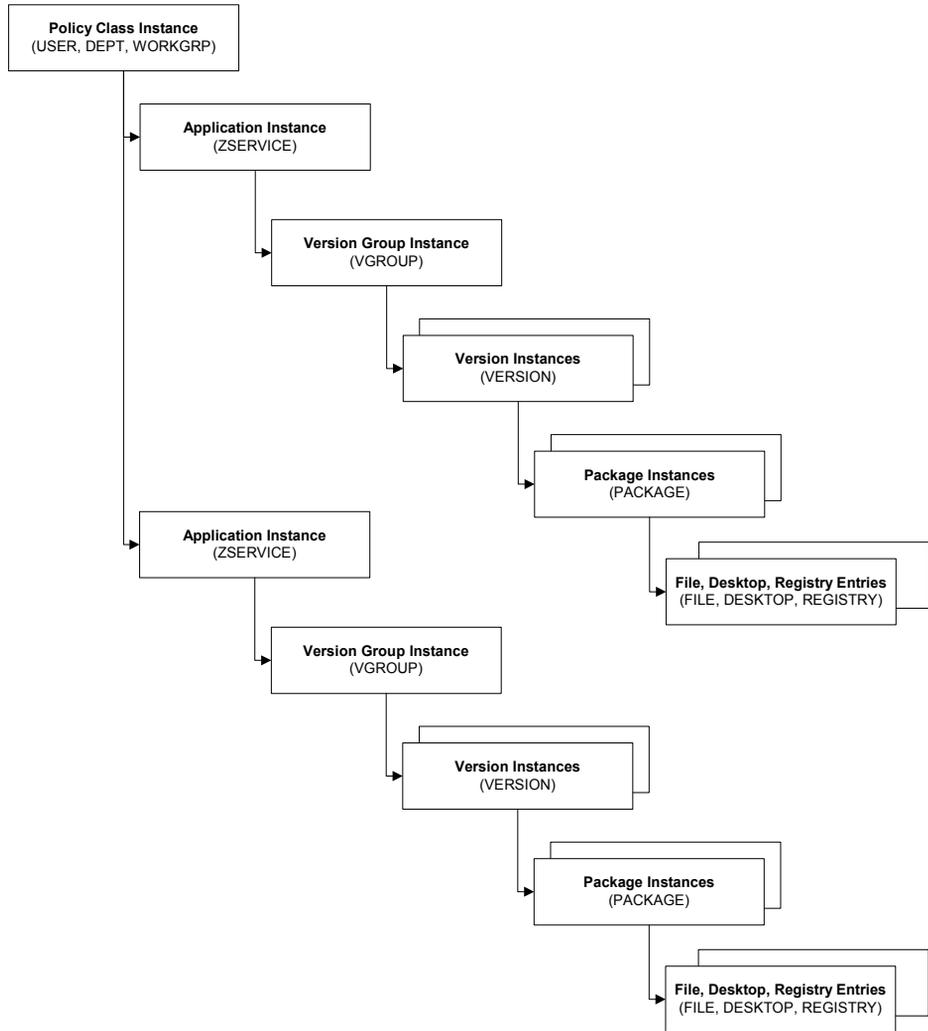 Policy Class Instance
(USER, DEPT, WORKGRP)
Application Instance
(ZSERVICE)
Version Group Instance
(VGROUP)
Version Instances
(VERSION)
Package Instances
(PACKAGE)
File, Desktop, Registry Entries
(FILE, DESKTOP, REGISTRY)
Application Instance
(ZSERVICE)
Version Group Instance
(VGROUP)
Version Instances
(VERSION)
Package Instances
(PACKAGE)
File, Desktop, Registry Entries
(FILE, DESKTOP, REGISTRY)